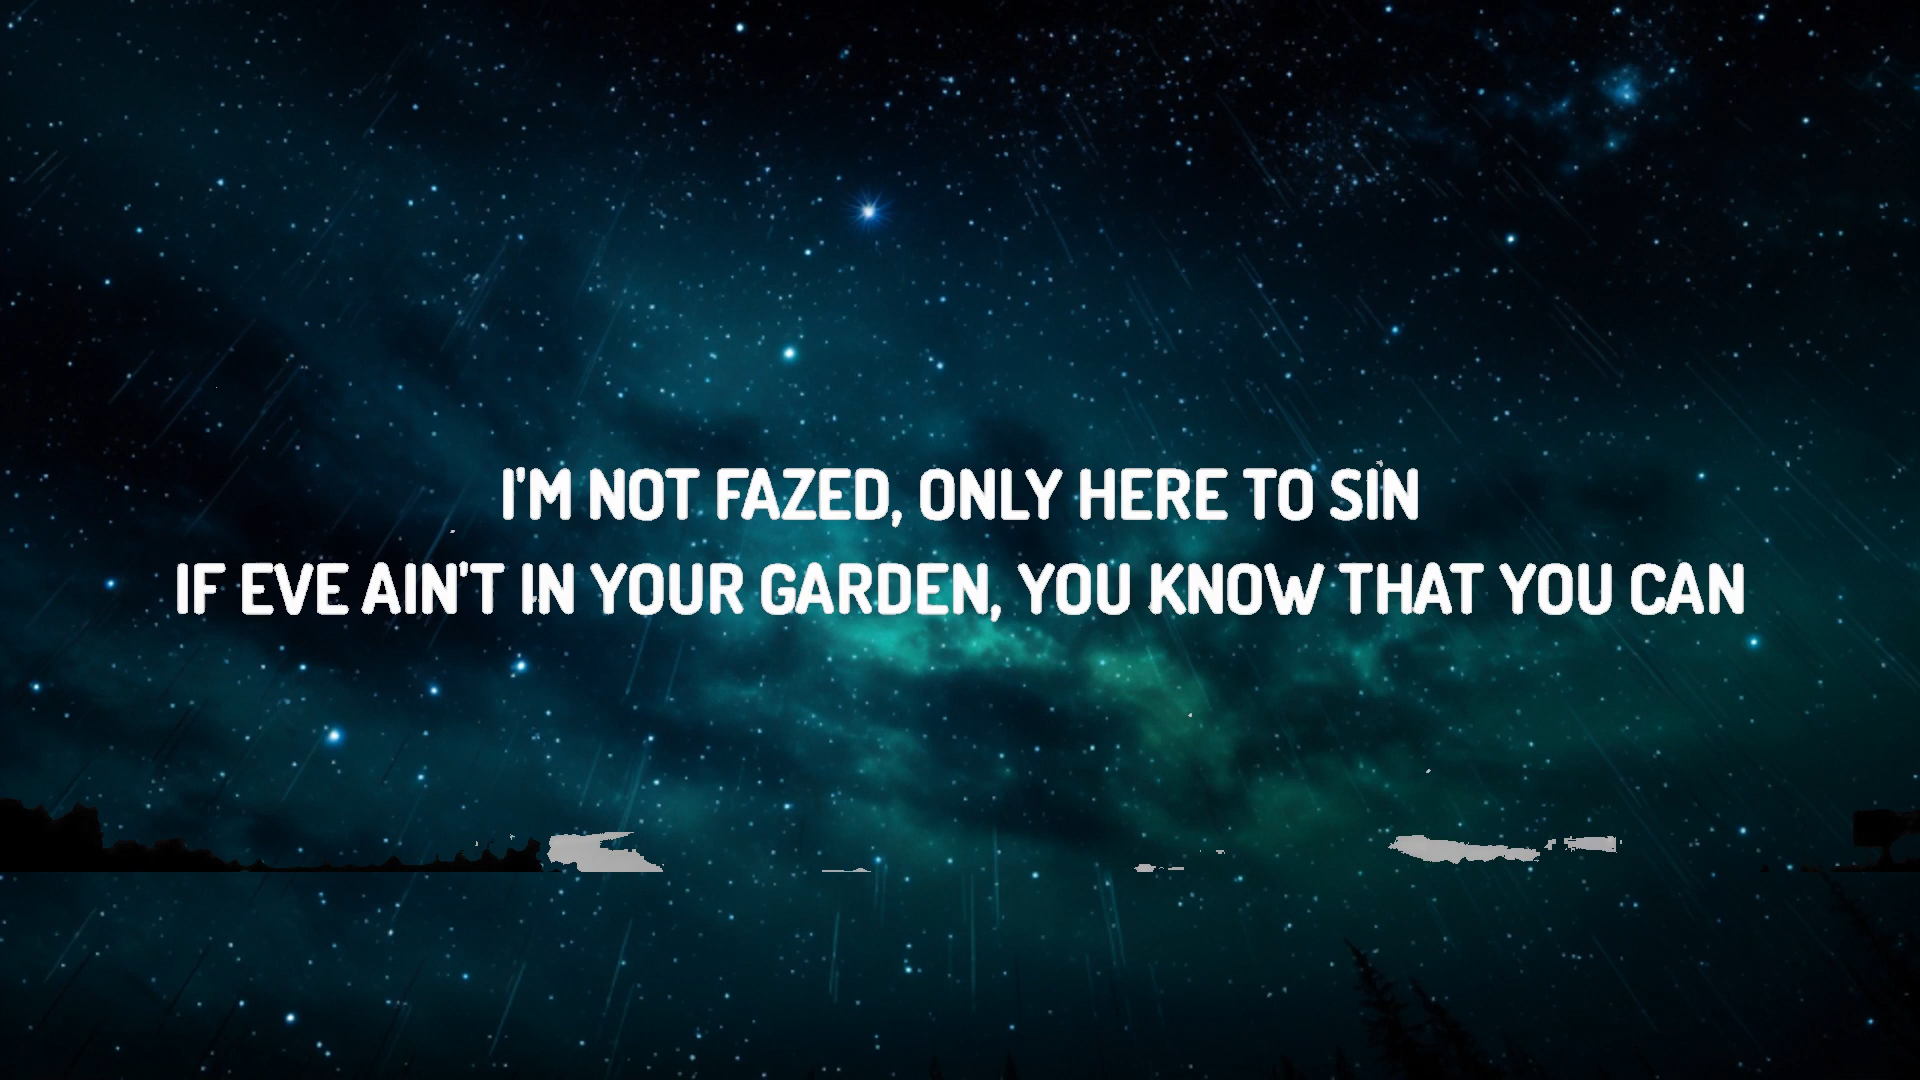 I'M NOT FAZED, ONLY HERE TO SIN
IF EVE AIN'T IN YOUR GARDEN, YOU KNOW THAT YOU CAN